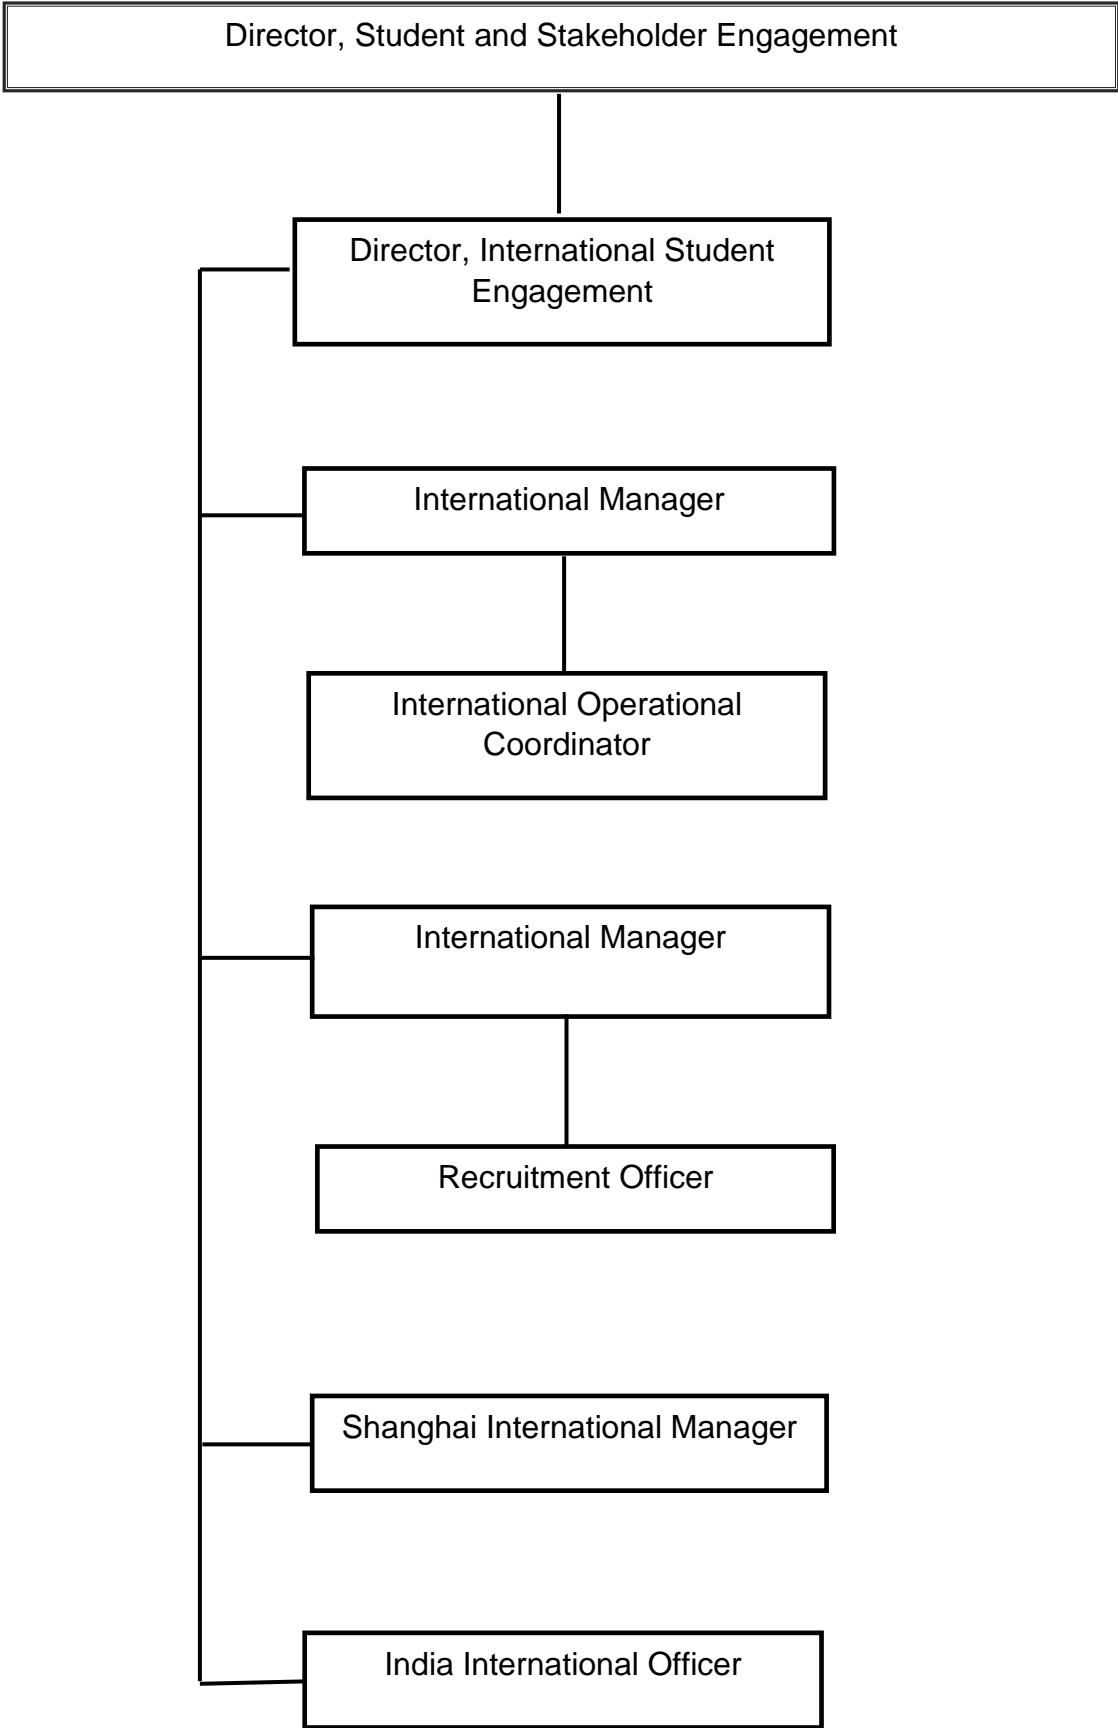 Director, Student and Stakeholder Engagement
Director, International Student
Engagement
International Manager
International Operational
Coordinator
International Manager
Recruitment Officer
Shanghai International Manager
India International Officer